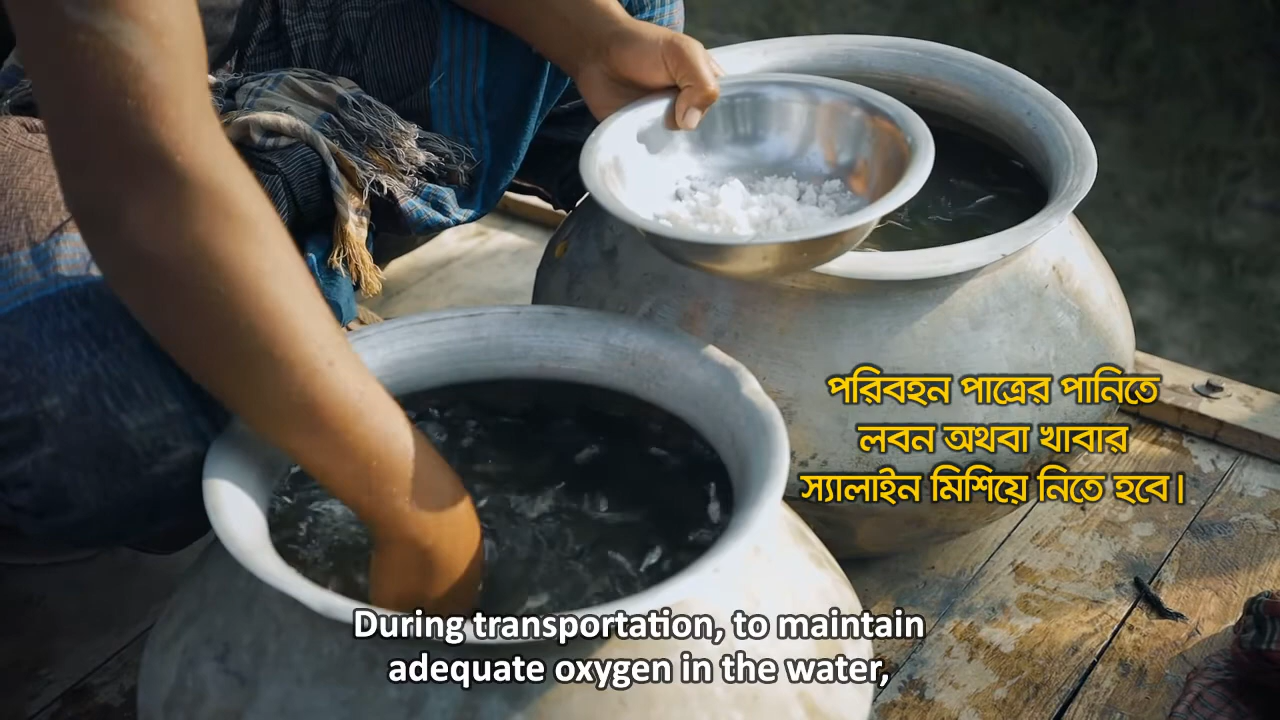 পরিবহন পাত্রের পানিতে
লবন অথবা খাবার
স্যালাইন মিশিয়ে নিতে হবে।
During transportation, to maintain
adequate oxygen in the water,